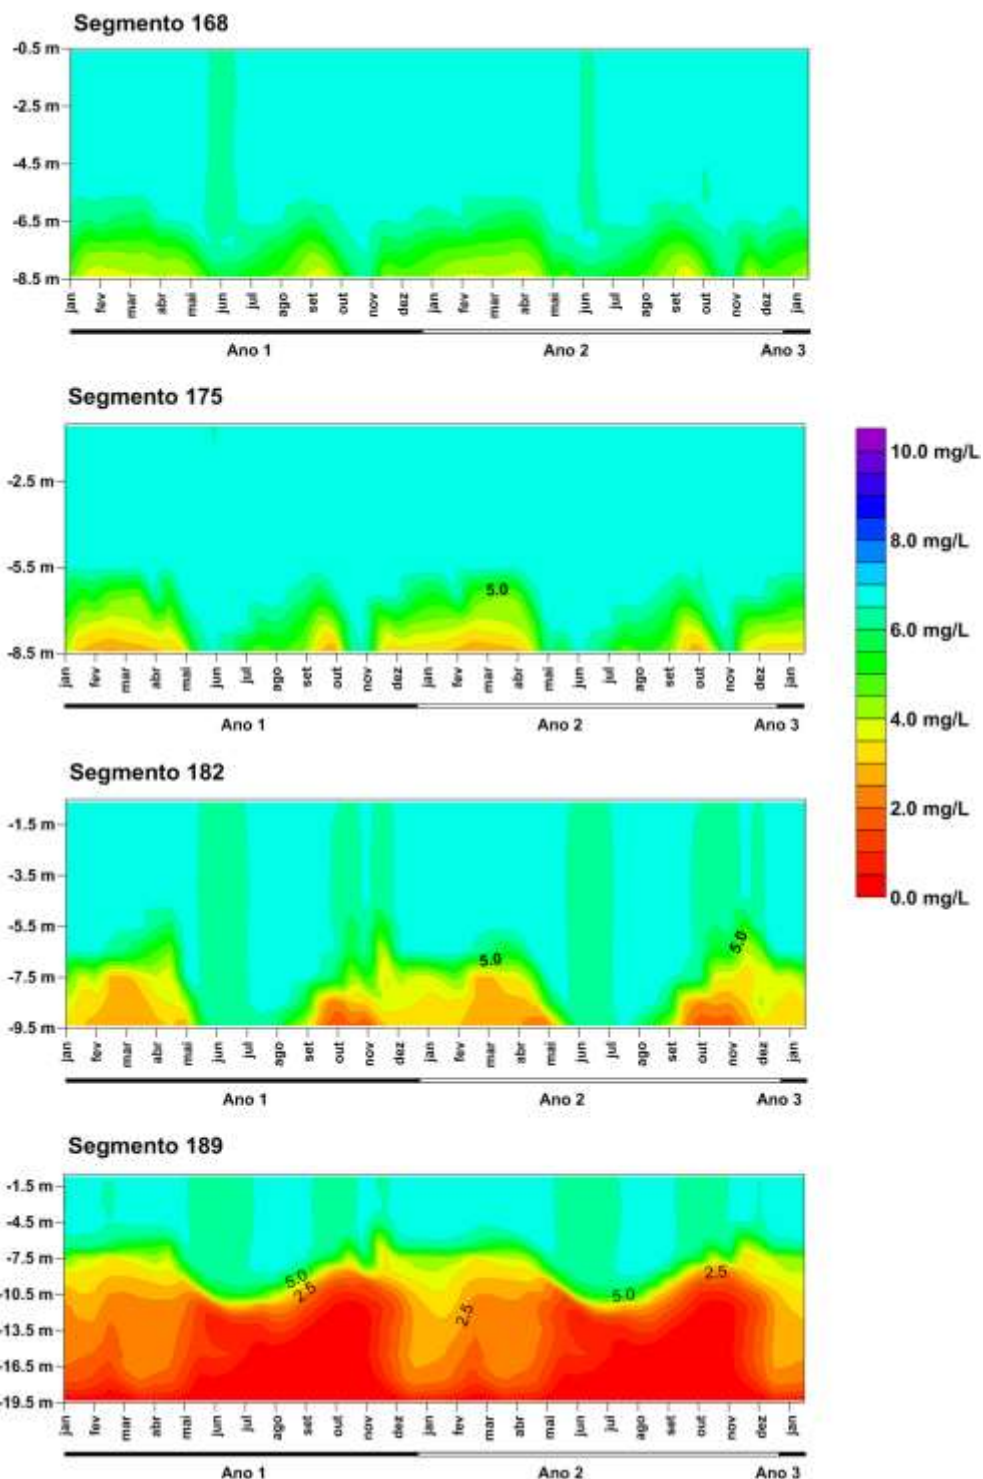 Segmento 168
-0.5 m
-2.5 m
-4.5 m
-6.5 m
-8.5 m
jan fev mar abr mai jun jul ago set out nov dez jan fev mar abr mai jun jul ago set out nov dez jan
Ano 1 Ano 2 Ano 3
Segmento 175
-2.5 m
-5.5 m
5.0
-8.5 m
jan fev mar abr mai jun jul ago set out nov dez jan fev mar abr mai jun jul ago set out nov dez jan
Ano 1 Ano 2 Ano 3
10.0 mg/L
8.0 mg/L
6.0 mg/L
4.0 mg/L
2.0 mg/L
0.0 mg/L
Segmento 182
-1.5 m
-3.5 m
-5.5 m
5.0
5.0
-7.5 m
-9.5 m
jan fev mar abr mai jun jul ago set out nov dez jan fev mar abr mai jun jul ago set out nov dez jan
Ano 1 Ano 2 Ano 3
Segmento 189
-1.5 m
-4.5 m
-7.5 m
5.0
2.5
2.5
-10.5 m
5.0
2.5
-13.5 m
-16.5 m
-19.5 m
jan fev mar abr mai jun jul ago set out nov dez jan fev mar abr mai jun jul ago set out nov dez jan
Ano 1 Ano 2 Ano 3